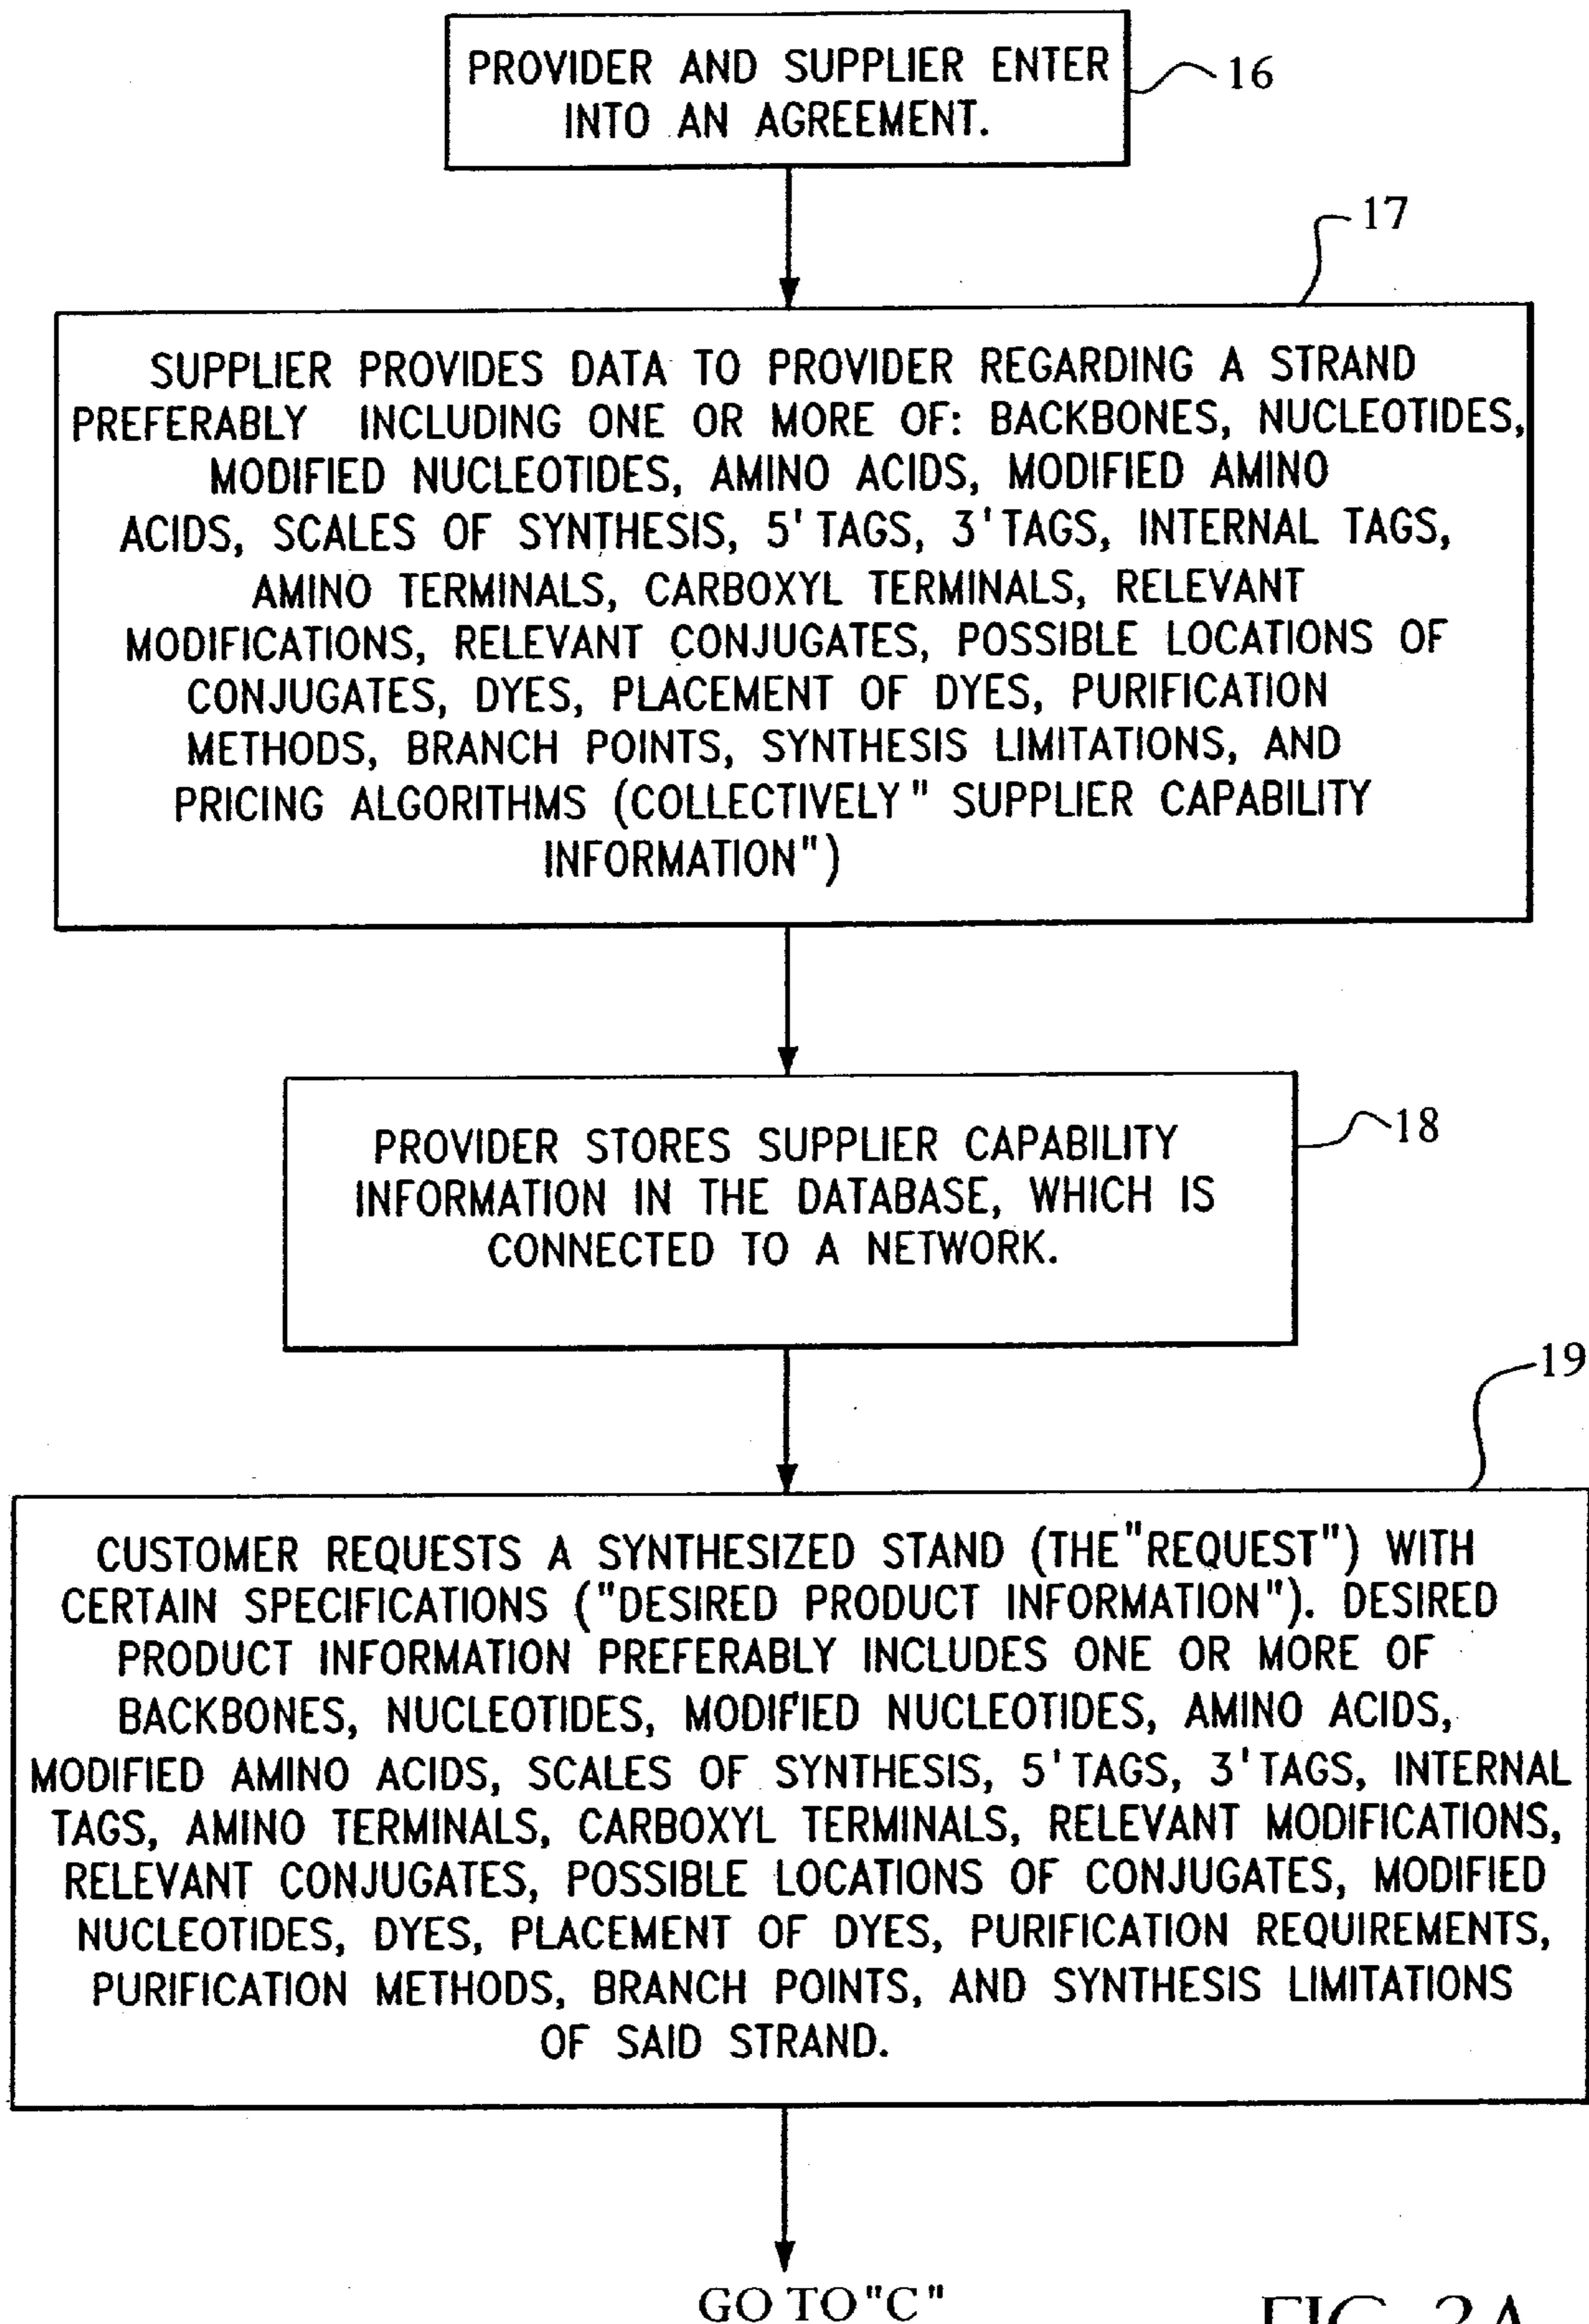 PROVIDER AND SUPPLIER ENTER
INTO AN AGREEMENT.
16
17
SUPPLIER PROVIDES DATA TO PROVIDER REGARDING A STRAND
PREFERABLY INCLUDING ONE OR MORE OF: BACKBONES, NUCLEOTIDES,
MODIFIED NUCLEOTIDES, AMINO ACIDS, MODIFIED AMINO
ACIDS, SCALES OF SYNTHESIS, 5' TAGS, 3' TAGS, INTERNAL TAGS,
AMINO TERMINALS, CARBOXYL TERMINALS, RELEVANT
MODIFICATIONS, RELEVANT CONJUGATES, POSSIBLE LOCATIONS OF
CONJUGATES, DYES, PLACEMENT OF DYES, PURIFICATION
METHODS, BRANCH POINTS, SYNTHESIS LIMITATIONS, AND
PRICING ALGORITHMS (COLLECTIVELY" SUPPLIER CAPABILITY
INFORMATION")
PROVIDER STORES SUPPLIER CAPABILITY
INFORMATION IN THE DATABASE, WHICH IS
CONNECTED TO A NETWORK.
18
19
CUSTOMER REQUESTS A SYNTHESIZED STAND (THE"REQUEST") WITH
CERTAIN SPECIFICATIONS ("DESIRED PRODUCT INFORMATION"). DESIRED
PRODUCT INFORMATION PREFERABLY INCLUDES ONE OR MORE OF
BACKBONES, NUCLEOTIDES, MODIFIED NUCLEOTIDES, AMINO ACIDS,
MODIFIED AMINO ACIDS, SCALES OF SYNTHESIS, 5' TAGS, 3' TAGS, INTERNAL
TAGS, AMINO TERMINALS, CARBOXYL TERMINALS, RELEVANT MODIFICATIONS,
RELEVANT CONJUGATES, POSSIBLE LOCATIONS OF CONJUGATES, MODIFIED
NUCLEOTIDES, DYES, PLACEMENT OF DYES, PURIFICATION REQUIREMENTS,
PURIFICATION METHODS, BRANCH POINTS, AND SYNTHESIS LIMITATIONS
OF SAID STRAND.
GO TO "C"
FIG. 2A